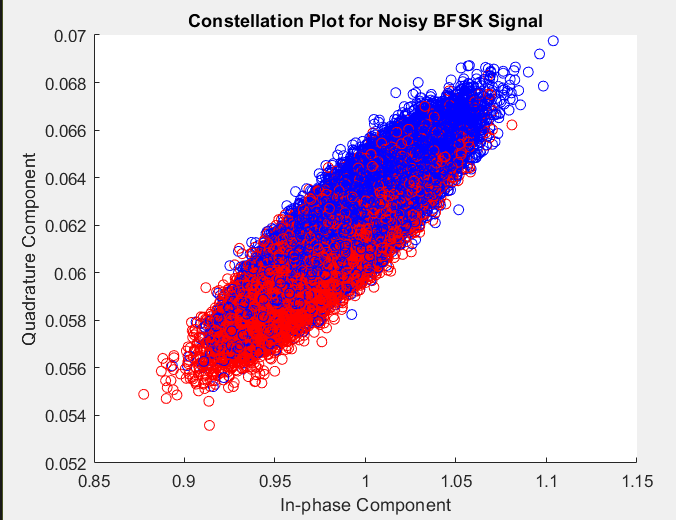 Constellation Plot for Noisy BFSK Signal
0.07
0.068
0.066
0.064
0.062
0.06
0.058
0.056
0.054
0.052
Quadrature Component
0.85 0.9 0.95 1 1.05 1.1 1.15
In-phase Component